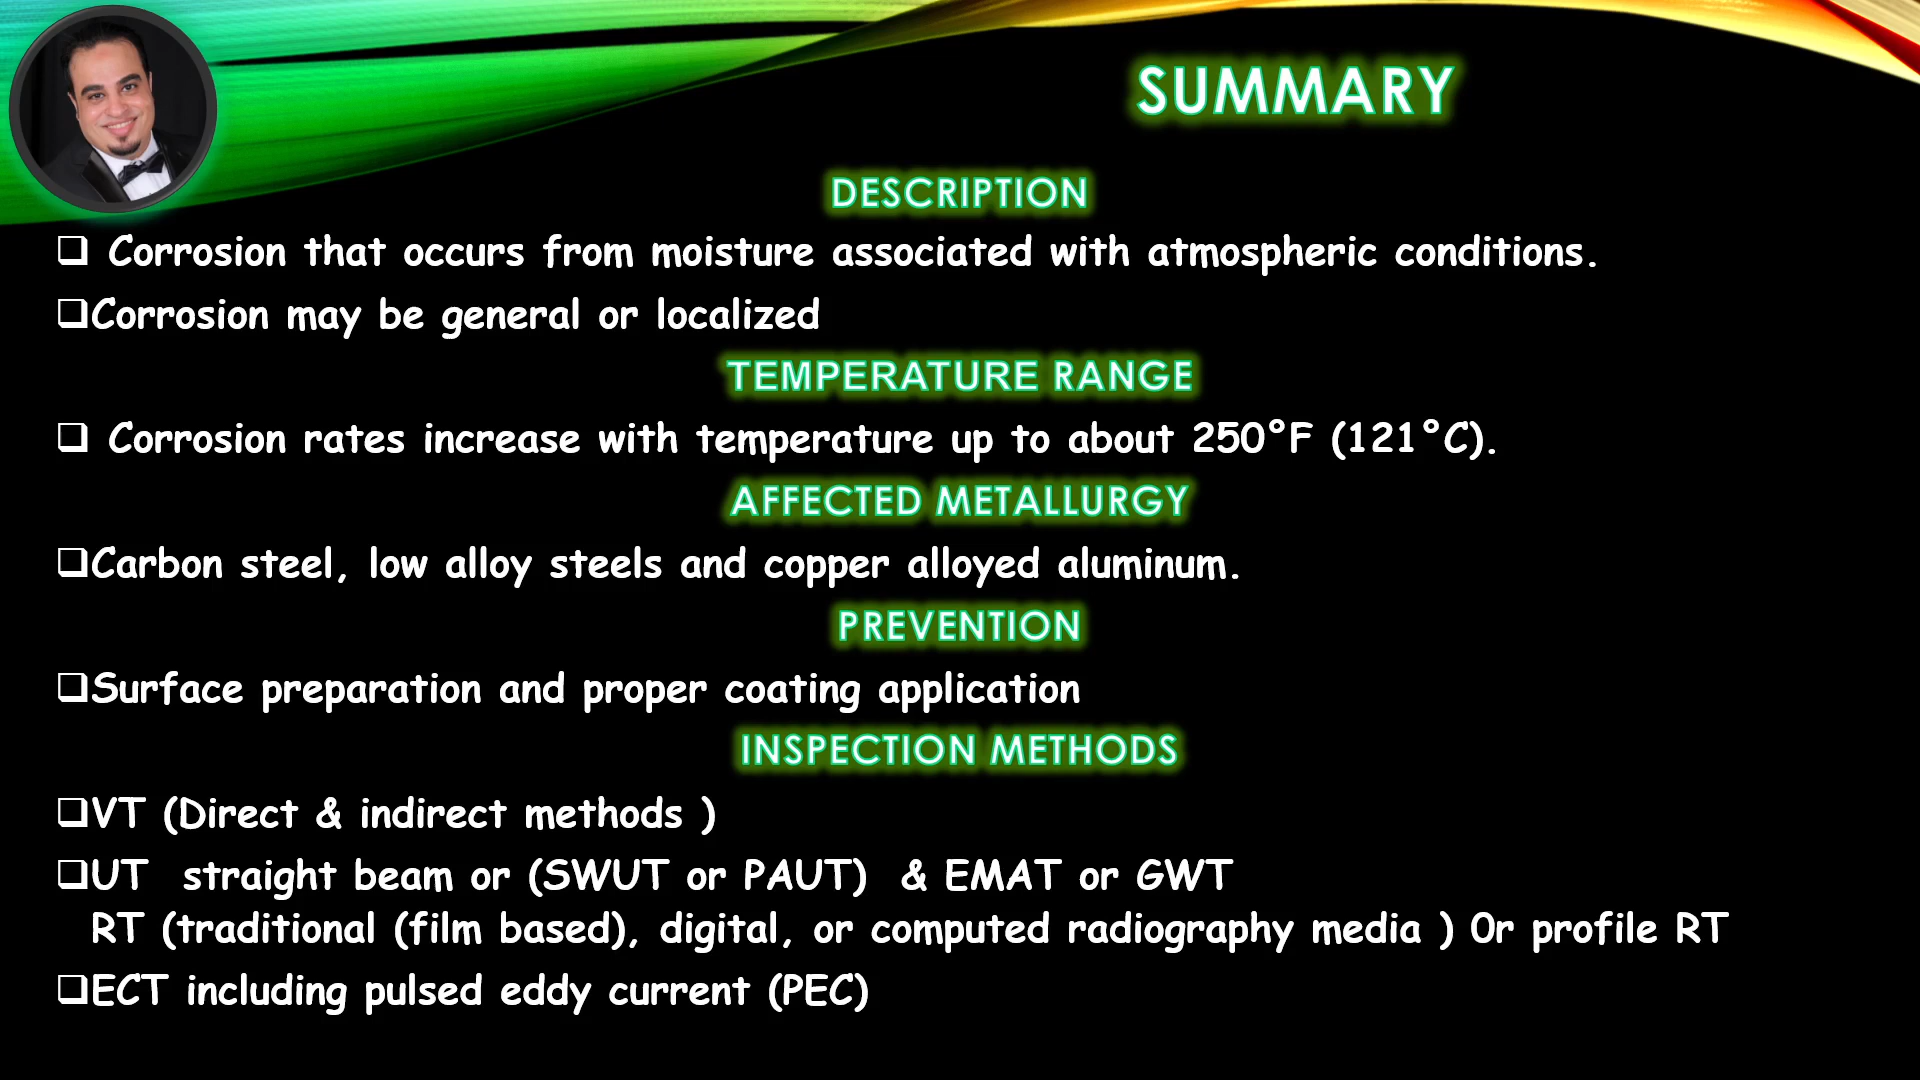 SUMMARY
DESCRIPTION
❑ Corrosion that occurs from moisture associated with atmospheric conditions.
❑Corrosion may be general or localized
TEMPERATURE RANGE
❑ Corrosion rates increase with temperature up to about 250°F (121°C).
AFFECTED METALLURGY
❑Carbon steel, low alloy steels and copper alloyed aluminum.
PREVENTION
❑Surface preparation and proper coating application
INSPECTION METHODS
❑VT (Direct & indirect methods )
❑UT  straight beam or (SWUT or PAUT)  & EMAT or GWT
RT (traditional (film based), digital, or computed radiography media ) 0r profile RT
❑ECT including pulsed eddy current (PEC)